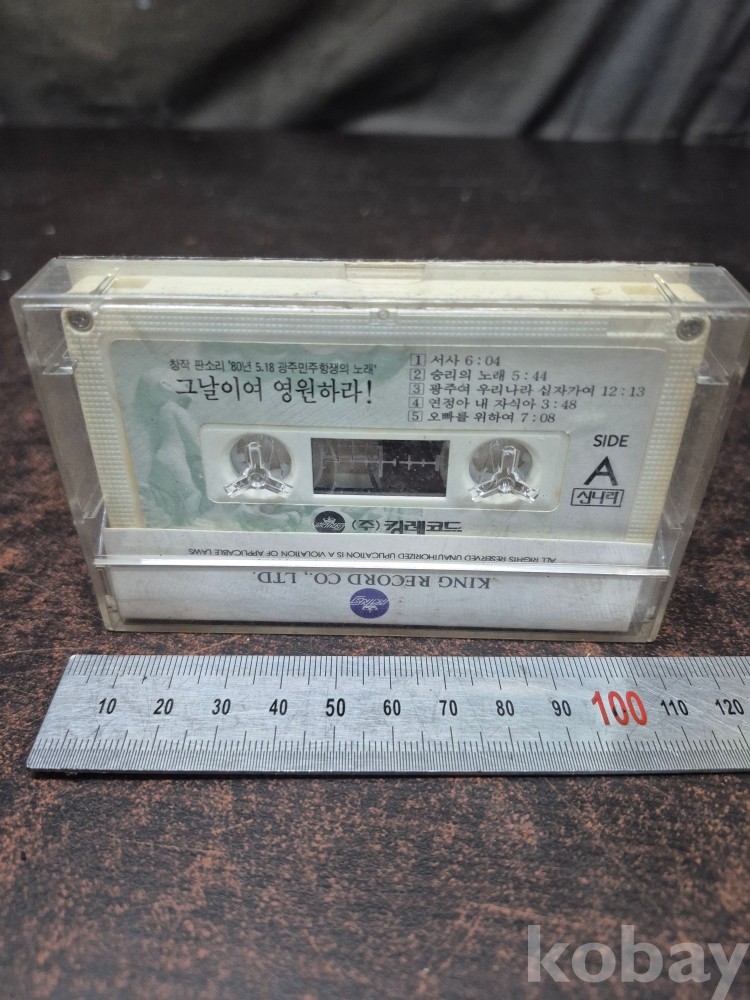 창작 판소리 '80년 5.18 광주민주항쟁의 노래'
그날이여 영원하라!
1 서사 6:04
2 승리의 노래 5:44
3 광주여 우리나라 십자가여 12:13
4 연정아 내 자식아 3:48
5 오빠를 위하여 7:08
SIDE
A
신나라
(주)킹레코드
ALL RIGHTS RESERVED UNAUTHORIZED UPLICATION IS A VIOLATION OF APPLICABLE LAWS
KING RECORD CO., LTD.
10 20 30 40 50 60 70 80 90 100 110 120
kobay